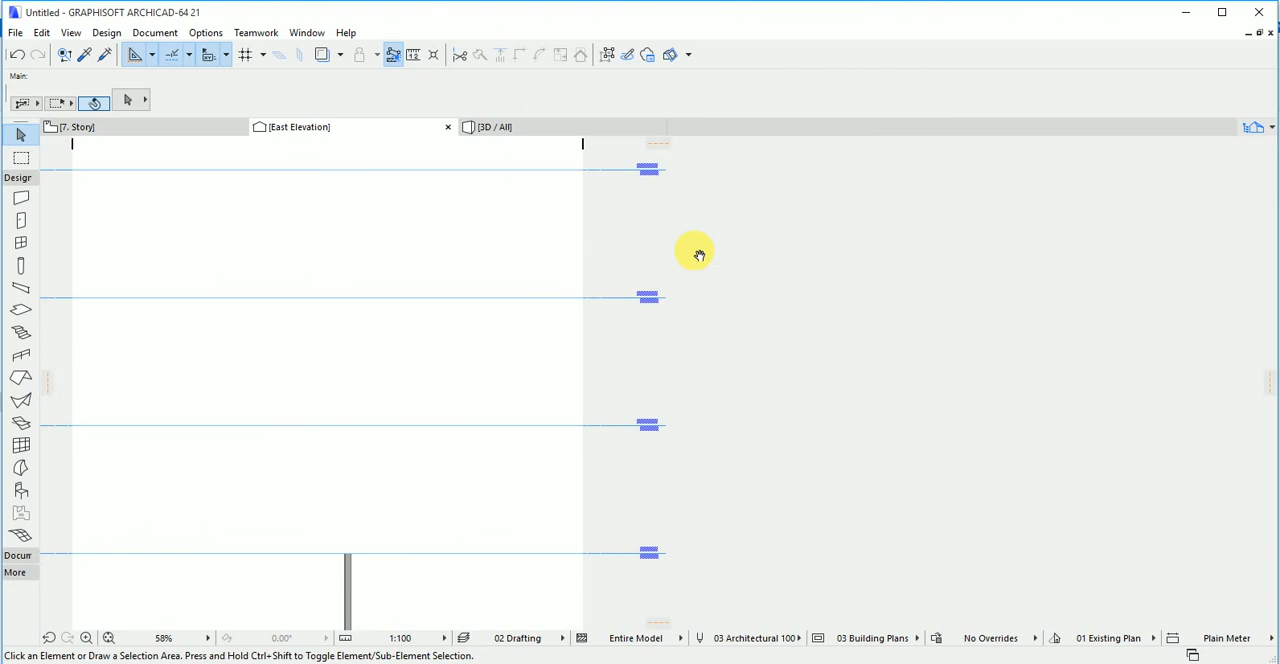 Untitled - GRAPHISOFT ARCHICAD-64 21
File Edit View Design Document Options Teamwork Window Help
Main:
[7. Story] [East Elevation] [3D / All]
Design
Docum
More
58% 0.00° 1:100 02 Drafting Entire Model 03 Architectural 100 03 Building Plans No Overrides 01 Existing Plan Plain Meter
Click an Element or Draw a Selection Area. Press and Hold Ctrl+Shift to Toggle Element/Sub-Element Selection.